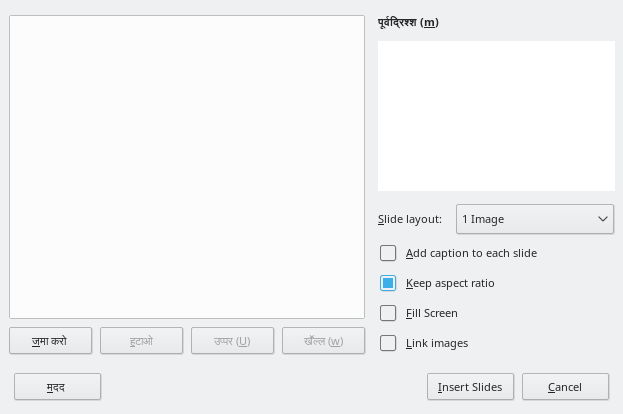 पूर्वद्रिश्श (m)
Slide layout:
1 Image
Add caption to each slide
Keep aspect ratio
Fill Screen
Link images
जमा करो
हटाओ
उप्पर (U)
खॅल्ल (w)
मदद
Insert Slides
Cancel